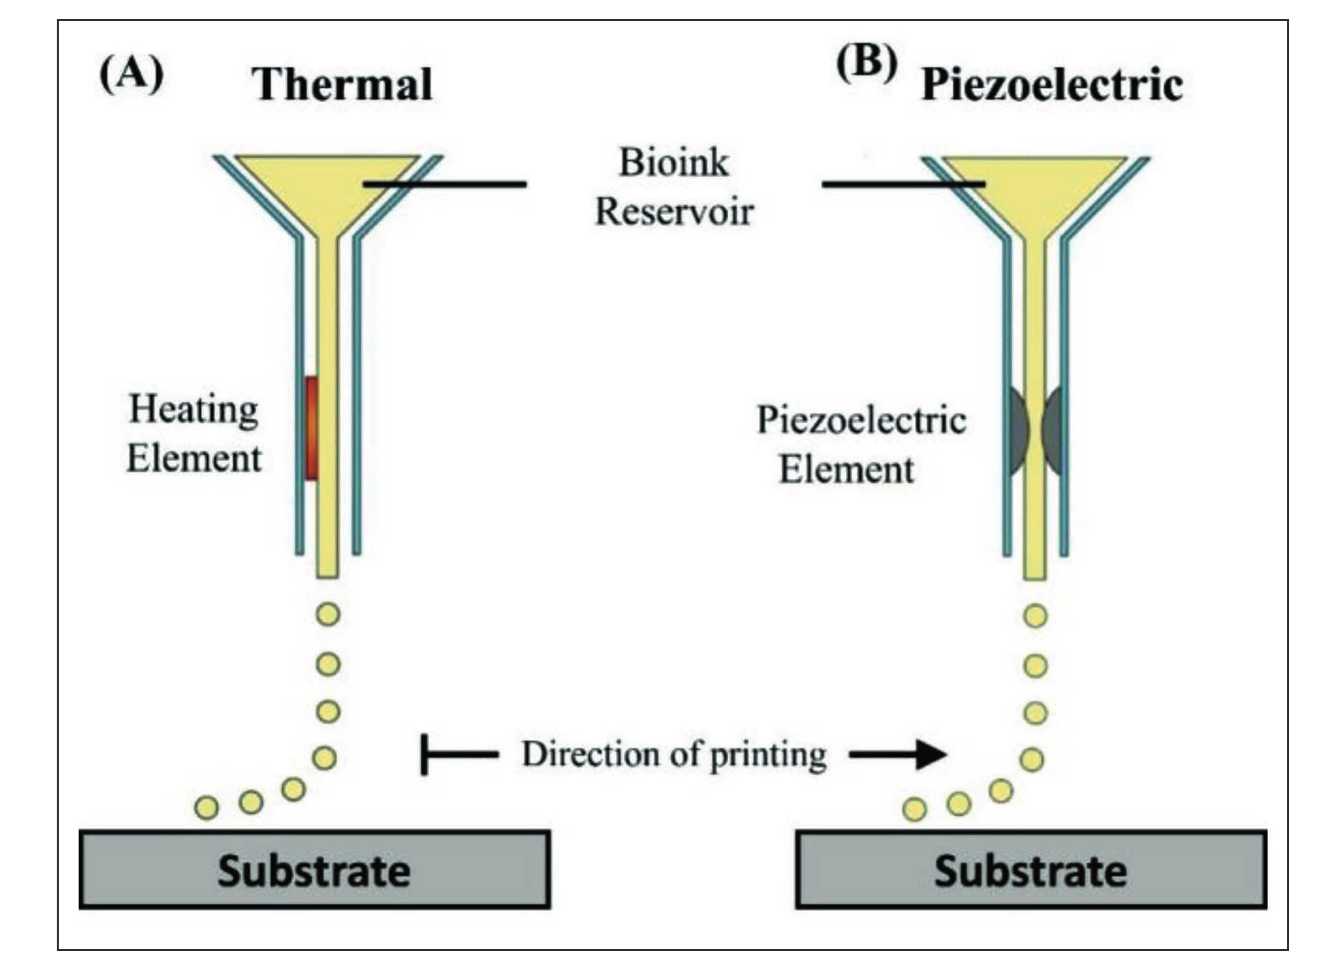 (A)
Thermal
(B)
Piezoelectric
Bioink
Reservoir
Heating
Element
Piezoelectric
Element
Direction of printing
Substrate
Substrate